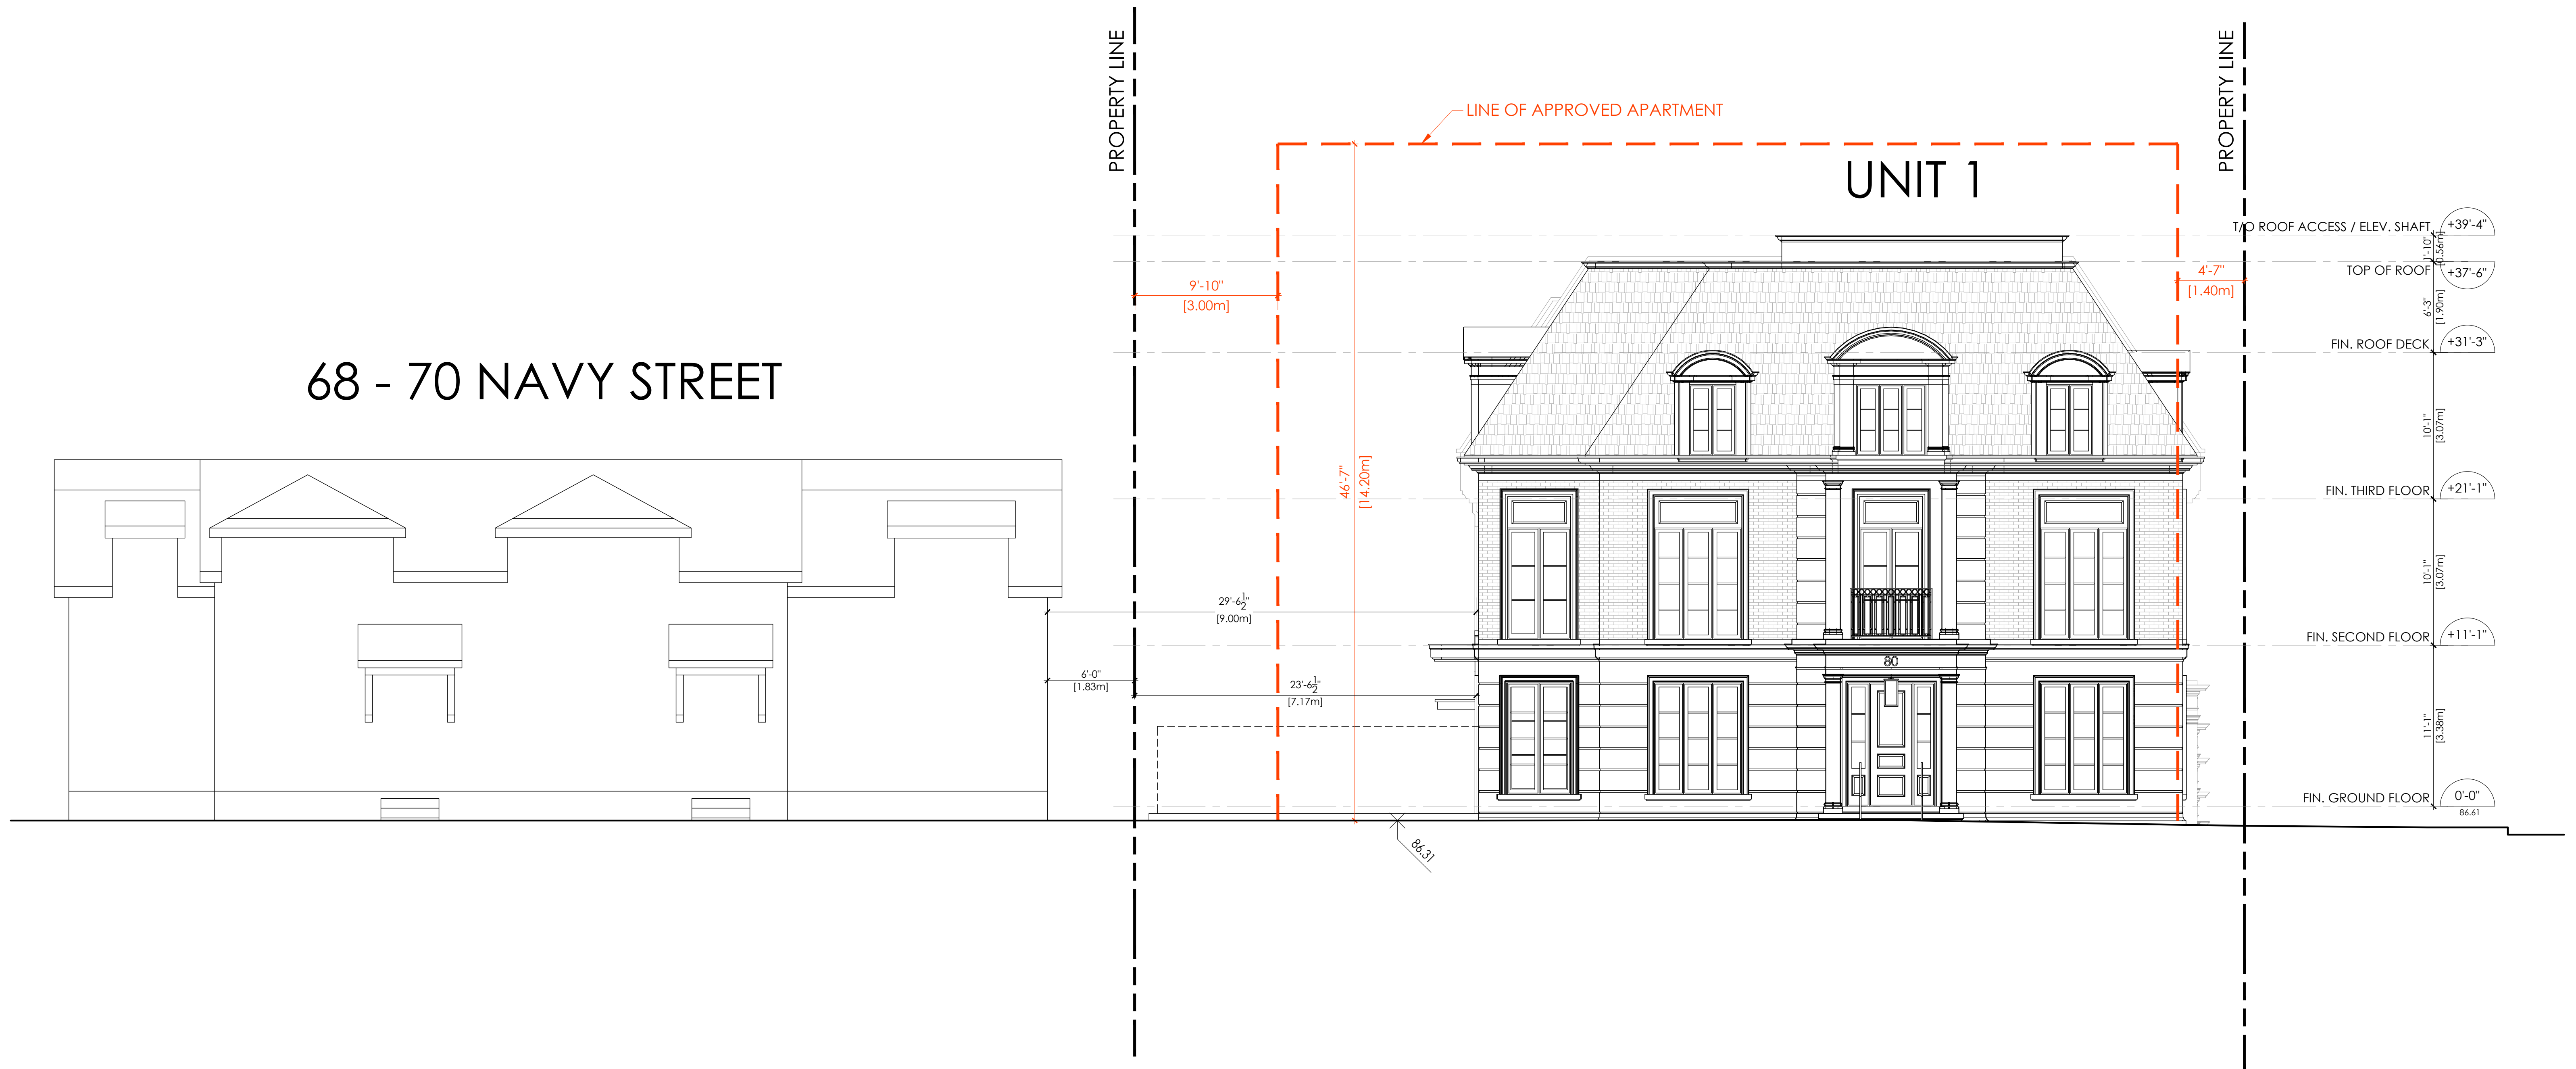 PROPERTY LINE
PROPERTY LINE
LINE OF APPROVED APARTMENT
UNIT 1
T/O ROOF ACCESS / ELEV. SHAFT
+39'-4"
1'-10"
[0.56m]
TOP OF ROOF
+37'-6"
4'-7"
[1.40m]
9'-10"
[3.00m]
6'-3"
[1.90m]
FIN. ROOF DECK
+31'-3"
68 - 70 NAVY STREET
10'-1"
[3.07m]
46'-7"
[14.20m]
FIN. THIRD FLOOR
+21'-1"
10'-1"
[3.07m]
29'-6½"
[9.00m]
FIN. SECOND FLOOR
+11'-1"
80
6'-0"
[1.83m]
23'-6½"
[7.17m]
11'-1"
[3.38m]
FIN. GROUND FLOOR
0'-0"
86.61
86.31